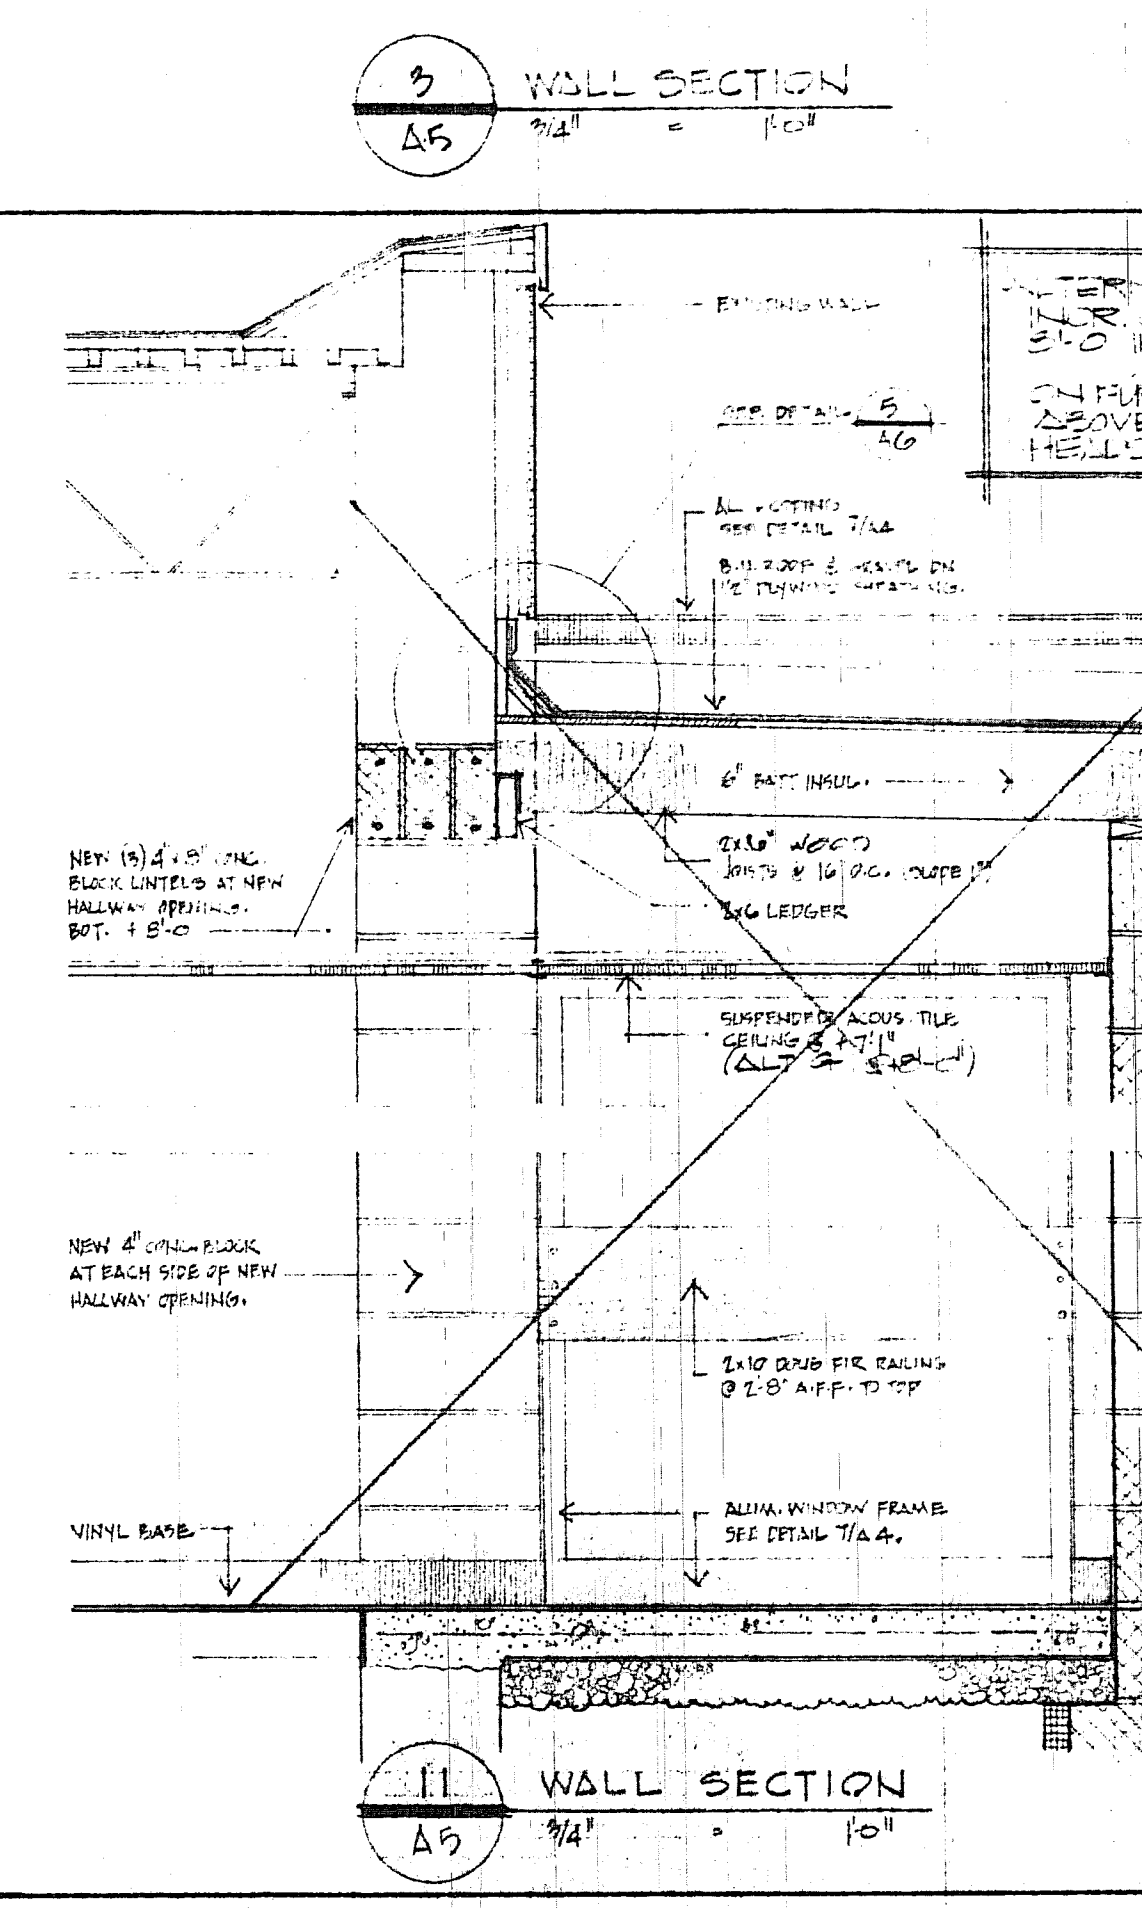 3
A5
WALL SECTION
3/4" = 1'-0"
EXISTING WALL
SEE DETAIL 5
A6
3'-0
ABOVE
SEE DETAIL 7/A4
B.U. ROOF & GRAVEL ON
1/2" PLYWOOD SHEATHING.
6" BATT INSUL.
WOOD
JOISTS @ 16 O.C. (SLOPE
2x6 LEDGER
NEW (3) 4"x8" CONC.
BLOCK LINTELS AT NEW
HALLWAY OPENING.
BOT. + 8'-0
SUSPENDED ACOUS. TILE
CEILING @ +7'-1"
NEW 4" CONC. BLOCK
AT EACH SIDE OF NEW
HALLWAY OPENING.
2x10 DOUG FIR RAILING
@ 2'-8" A.F.F. TO TOP
ALUM. WINDOW FRAME
SEE DETAIL 7/A4.
VINYL BASE
11
A5
WALL SECTION
3/4" = 1'-0"